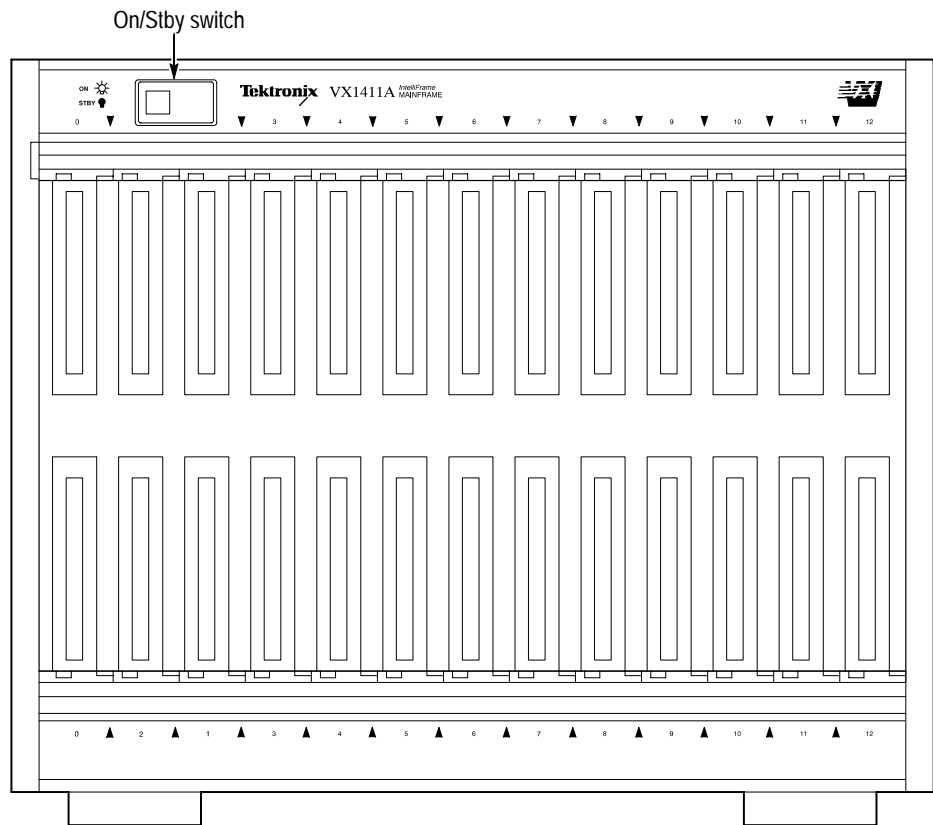 On/Stby switch
ON
STBY
Tektronix VX1411A IntelliFrame MAINFRAME
VXI
0 3 4 5 6 7 8 9 10 11 12
0 2 1 3 4 5 6 7 8 9 10 11 12